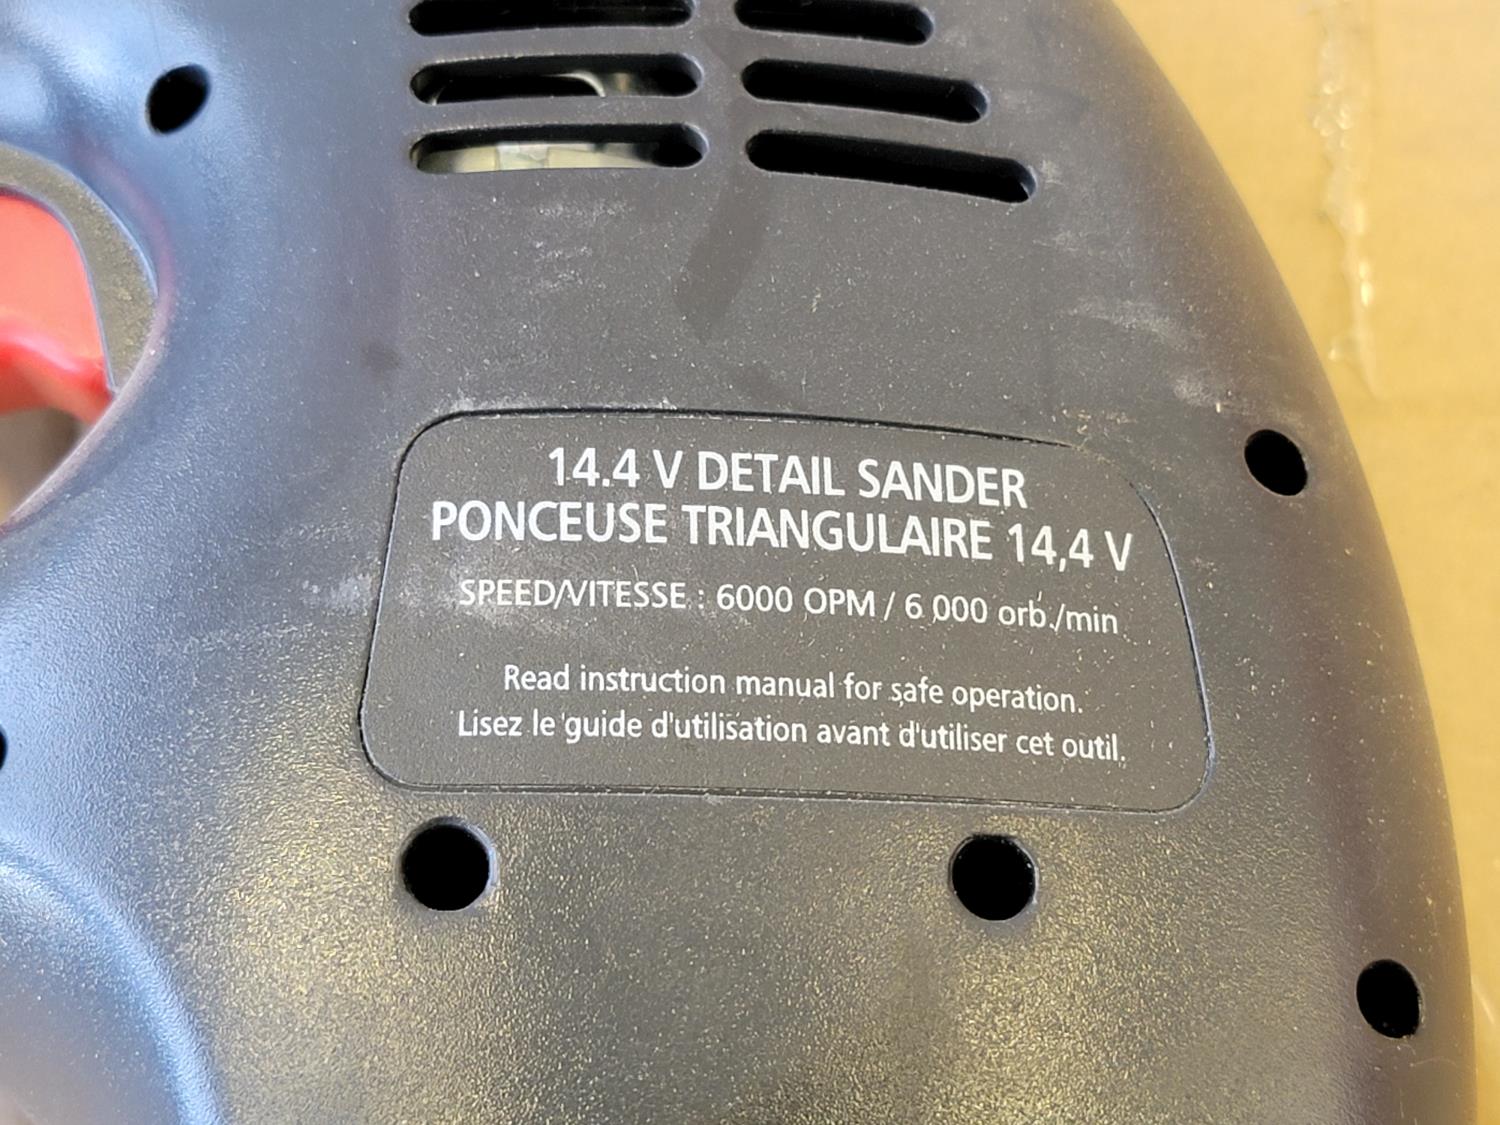 14.4 V DETAIL SANDER
PONCEUSE TRIANGULAIRE 14,4 V
SPEED/VITESSE : 6000 OPM / 6 000 orb./min
Read instruction manual for safe operation.
Lisez le guide d'utilisation avant d'utiliser cet outil.